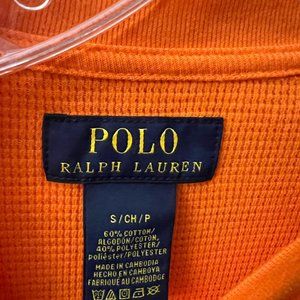 POLO
RALPH LAUREN
S/CH/P
60% COTTON/
ALGODÓN/COTON,
40% POLYESTER/
POLIÉSTER/POLYESTER
MADE IN CAMBODIA
HECHO EN CAMBOYA
FABRIQUÉ AU CAMBODGE